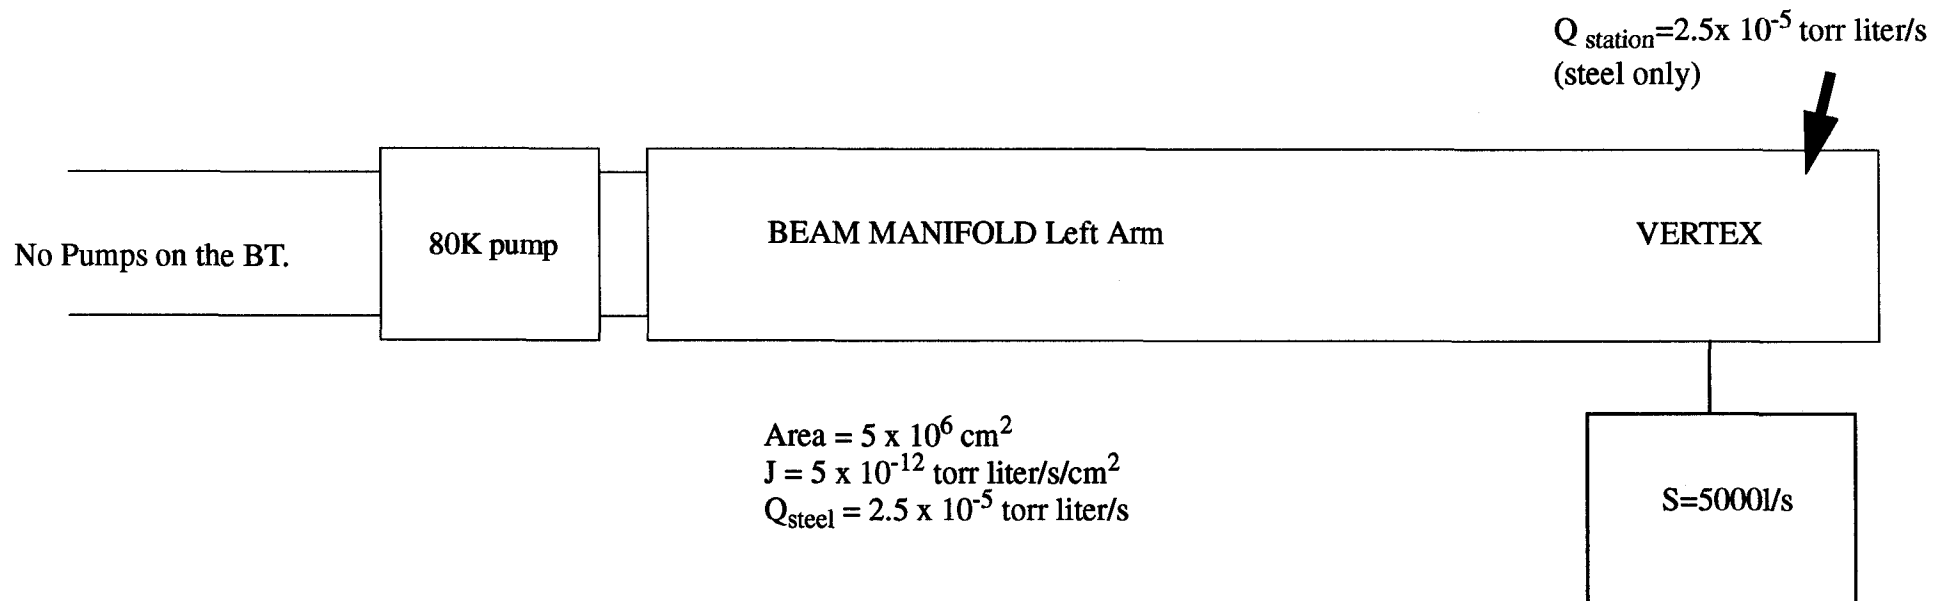 Q station=2.5x 10⁻⁵ torr liter/s
(steel only)
No Pumps on the BT.
80K pump
BEAM MANIFOLD Left Arm
VERTEX
Area = 5 x 10⁶ cm²
J = 5 x 10⁻¹² torr liter/s/cm²
Qsteel = 2.5 x 10⁻⁵ torr liter/s
S=5000l/s